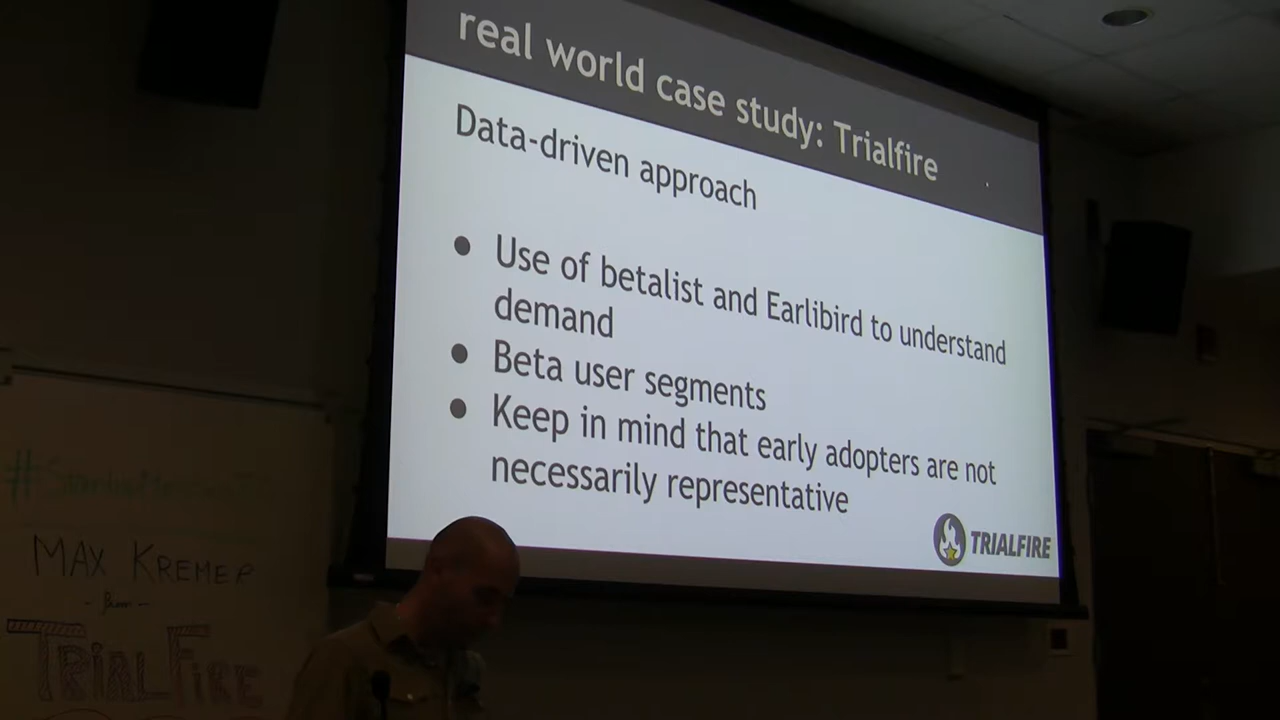 real world case study: Trialfire
Data-driven approach
● Use of betalist and Earlibird to understand
demand
● Beta user segments
● Keep in mind that early adopters are not
necessarily representative
TRIALFIRE
MAX KREMER
- from -
TRIALFIRE